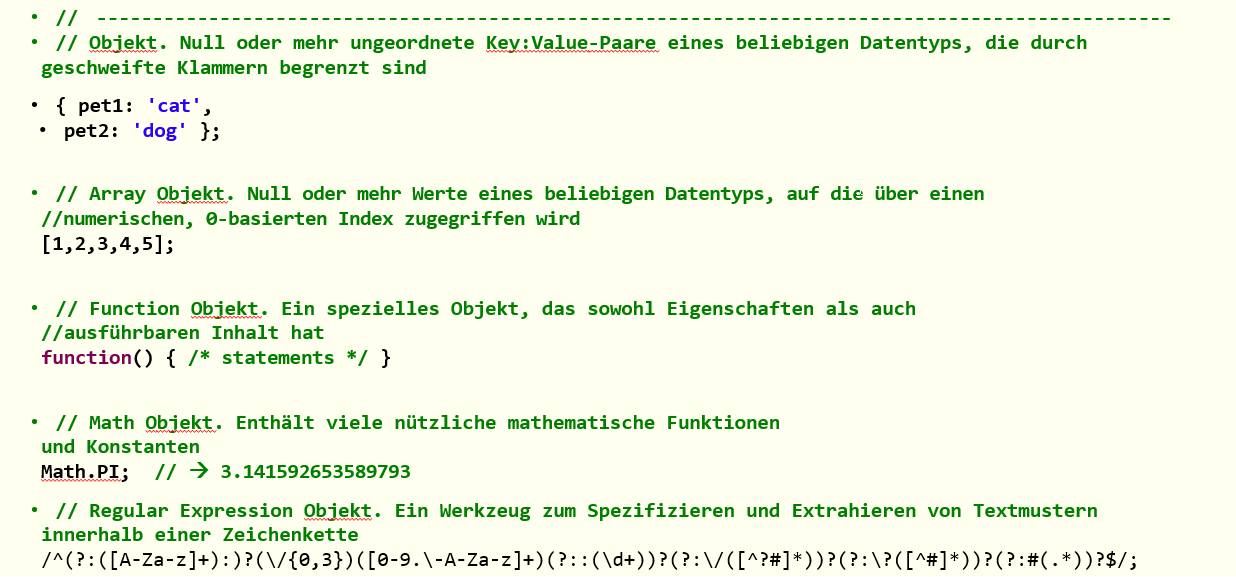 • // ----------------------------------------------------------------------------------------------
• // Objekt. Null oder mehr ungeordnete Key:Value-Paare eines beliebigen Datentyps, die durch
geschweifte Klammern begrenzt sind
• { pet1: 'cat',
• pet2: 'dog' };
• // Array Objekt. Null oder mehr Werte eines beliebigen Datentyps, auf die über einen
//numerischen, 0-basierten Index zugegriffen wird
[1,2,3,4,5];
• // Function Objekt. Ein spezielles Objekt, das sowohl Eigenschaften als auch
//ausführbaren Inhalt hat
function() { /* statements */ }
• // Math Objekt. Enthält viele nützliche mathematische Funktionen
und Konstanten
Math.PI; // → 3.141592653589793
• // Regular Expression Objekt. Ein Werkzeug zum Spezifizieren und Extrahieren von Textmustern
innerhalb einer Zeichenkette
/^(?:([A-Za-z]+):)?(\/{0,3})([0-9.\-A-Za-z]+)(?::(\d+))?(?:\/([^?#]*))?(?:\?([^#]*))?(?:#(.*))?$/;